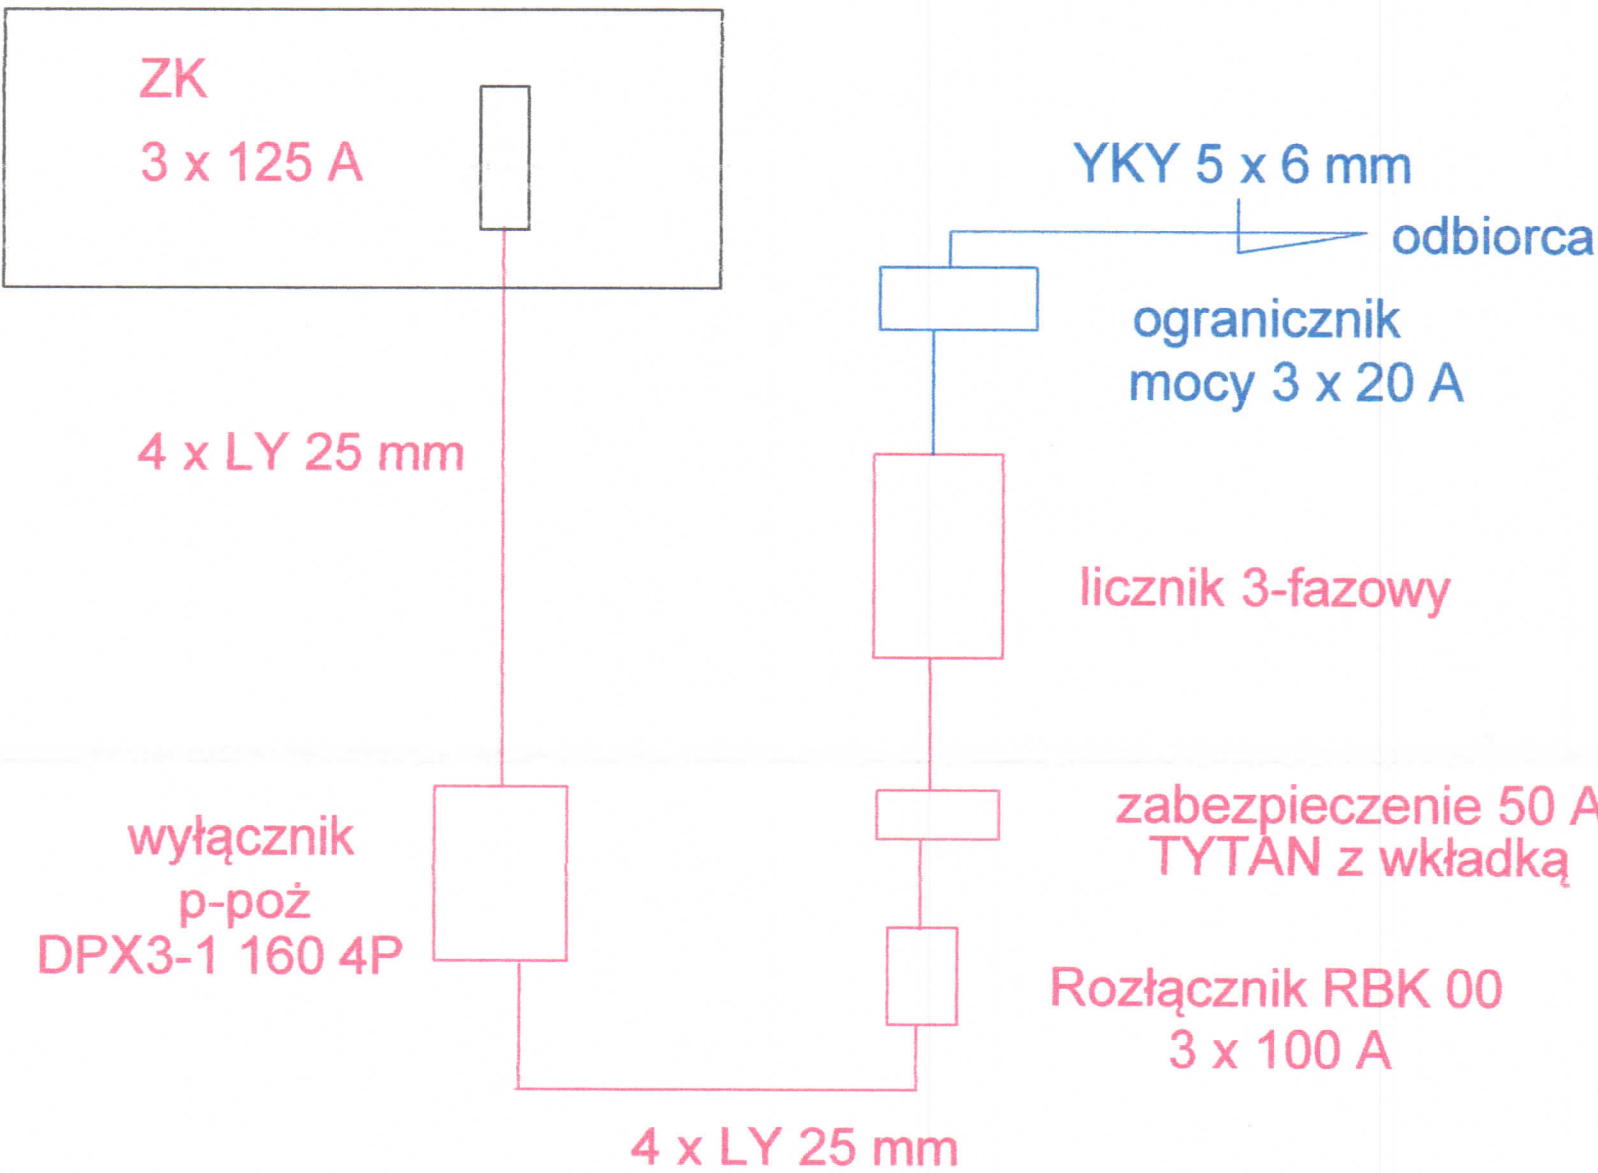 ZK
3 x 125 A
YKY 5 x 6 mm
odbiorca
ogranicznik
mocy 3 x 20 A
4 x LY 25 mm
licznik 3-fazowy
wyłącznik
p-poż
DPX3-1 160 4P
zabezpieczenie 50 A
TYTAN z wkładką
Rozłącznik RBK 00
3 x 100 A
4 x LY 25 mm